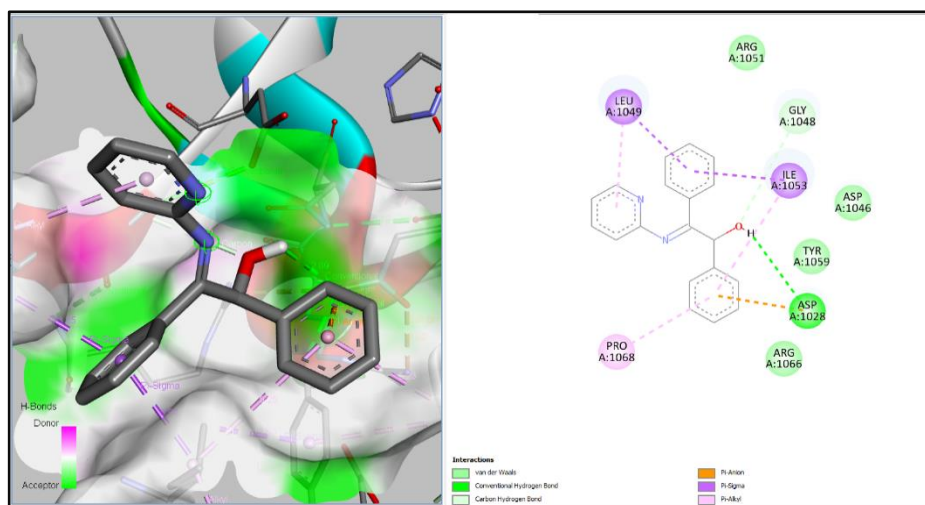 H-Bonds
Donor
Acceptor
ARG
A:1051
LEU
A:1049
GLY
A:1048
ILE
A:1053
ASP
A:1046
N
O
H
N
TYR
A:1059
ASP
A:1028
PRO
A:1068
ARG
A:1066
Interactions
van der Waals
Conventional Hydrogen Bond
Carbon Hydrogen Bond
Pi-Anion
Pi-Sigma
Pi-Alkyl